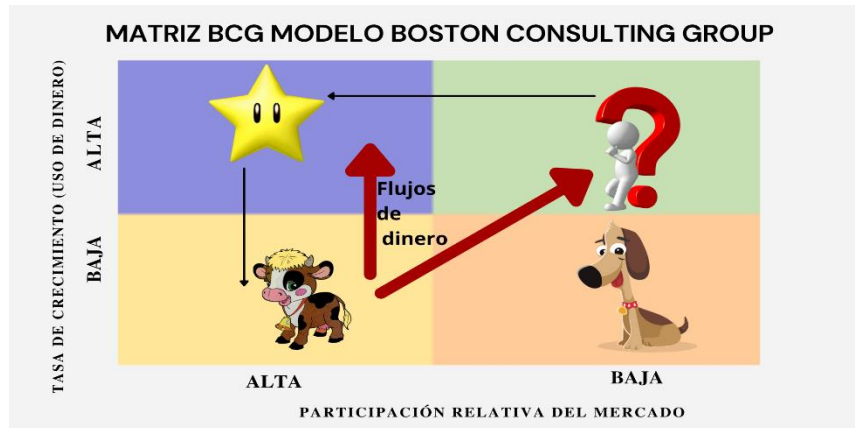 MATRIZ BCG MODELO BOSTON CONSULTING GROUP
TASA DE CRECIMIENTO (USO DE DINERO)
ALTA
BAJA
?
Flujos
de
dinero
ALTA
BAJA
PARTICIPACIÓN RELATIVA DEL MERCADO